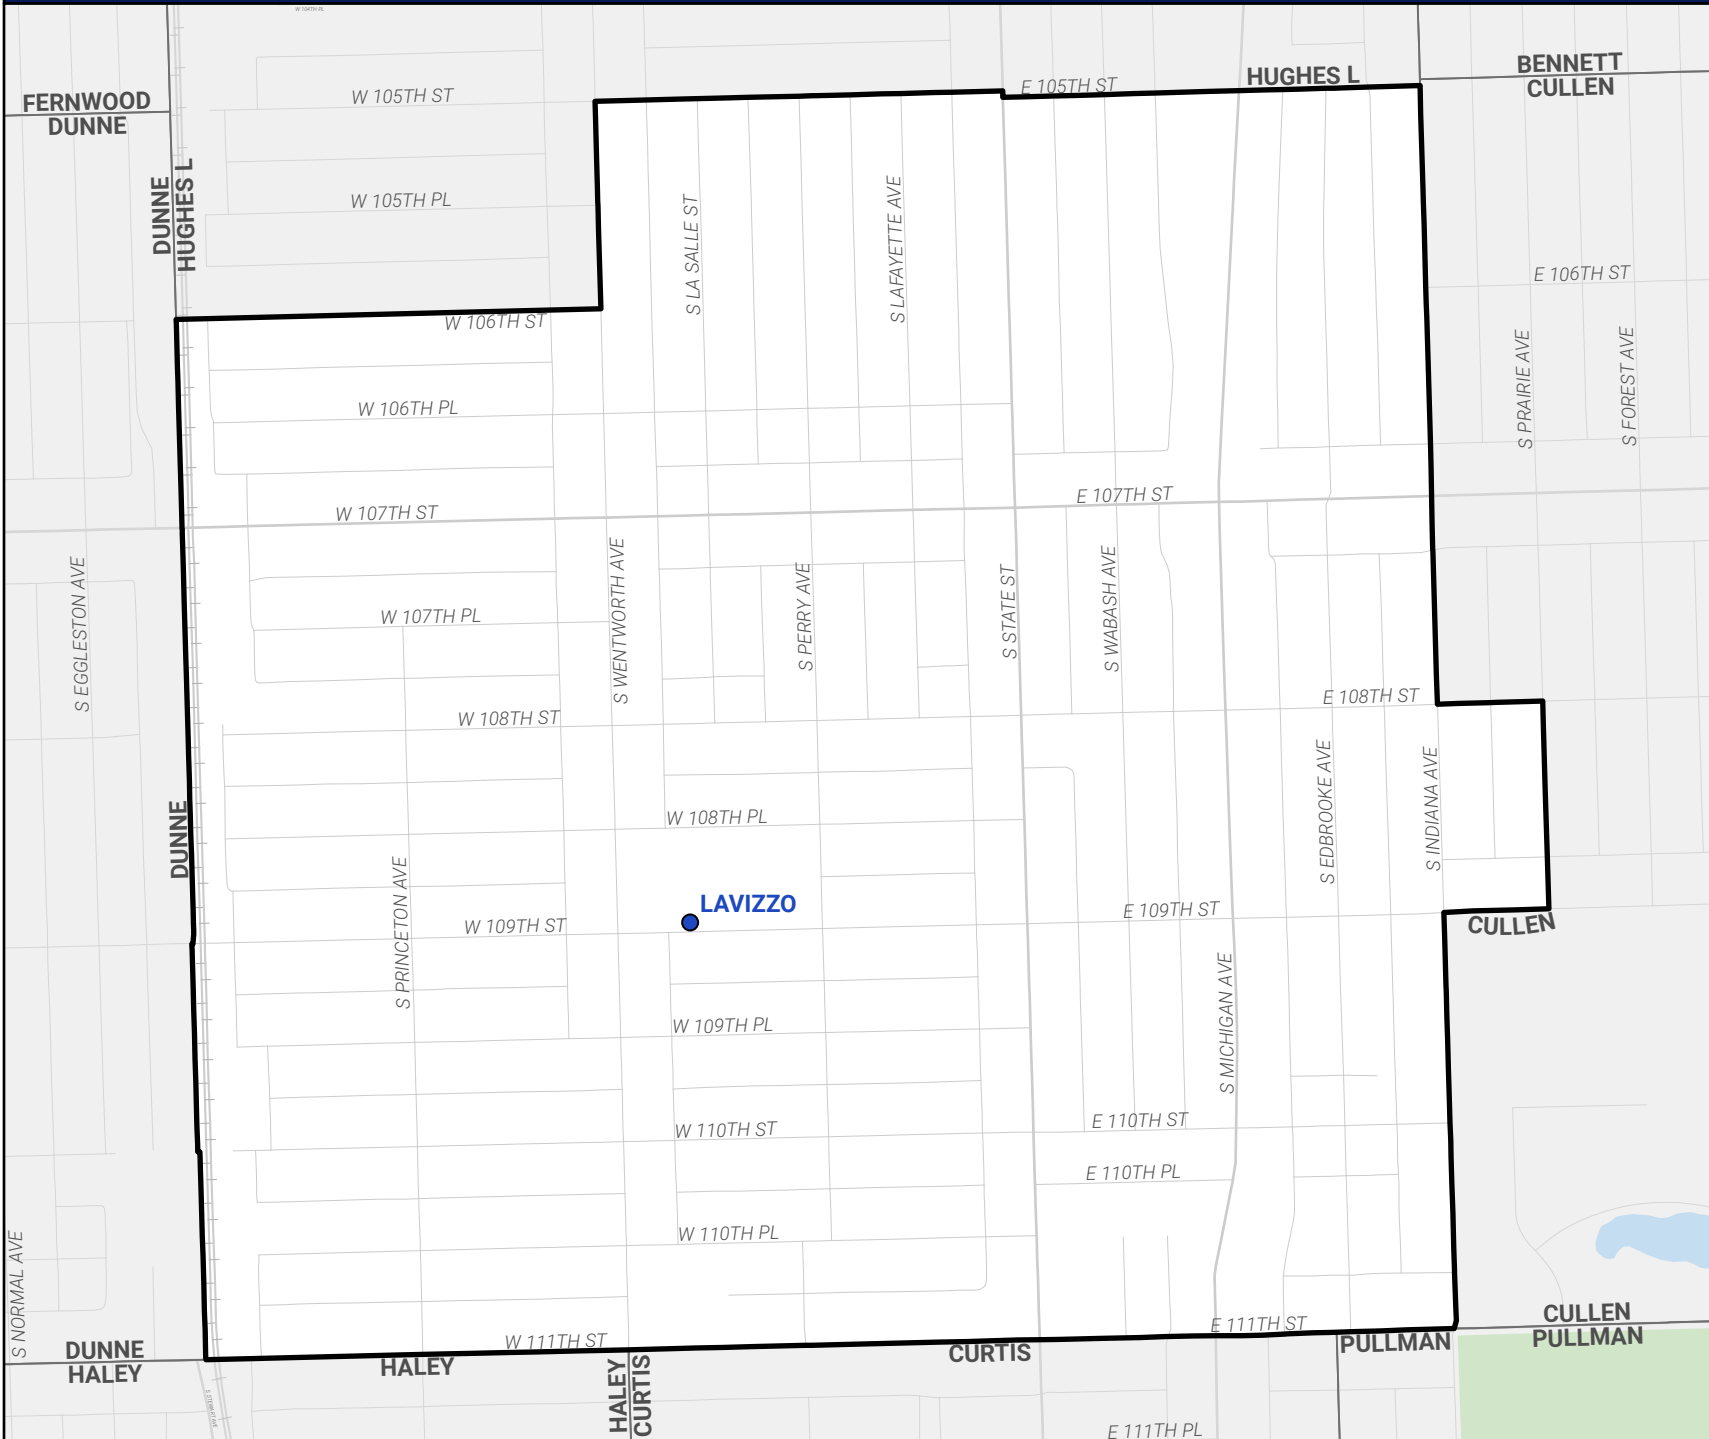 W 104TH PL
FERNWOOD
DUNNE
W 105TH ST
E 105TH ST
HUGHES L
BENNETT
CULLEN
DUNNE
HUGHES L
W 105TH PL
S LA SALLE ST
S LAFAYETTE AVE
E 106TH ST
W 106TH ST
S PRAIRIE AVE
S FOREST AVE
W 106TH PL
W 107TH ST
E 107TH ST
S EGGLESTON AVE
S WENTWORTH AVE
S PERRY AVE
S STATE ST
S WABASH AVE
W 107TH PL
W 108TH ST
E 108TH ST
DUNNE
W 108TH PL
S EDBROOKE AVE
S INDIANA AVE
S PRINCETON AVE
LAVIZZO
W 109TH ST
E 109TH ST
CULLEN
S MICHIGAN AVE
W 109TH PL
W 110TH ST
E 110TH ST
E 110TH PL
W 110TH PL
S NORMAL AVE
W 111TH ST
E 111TH ST
CULLEN
PULLMAN
DUNNE
HALEY
HALEY
HALEY
CURTIS
CURTIS
PULLMAN
S STEWART AVE
E 111TH PL